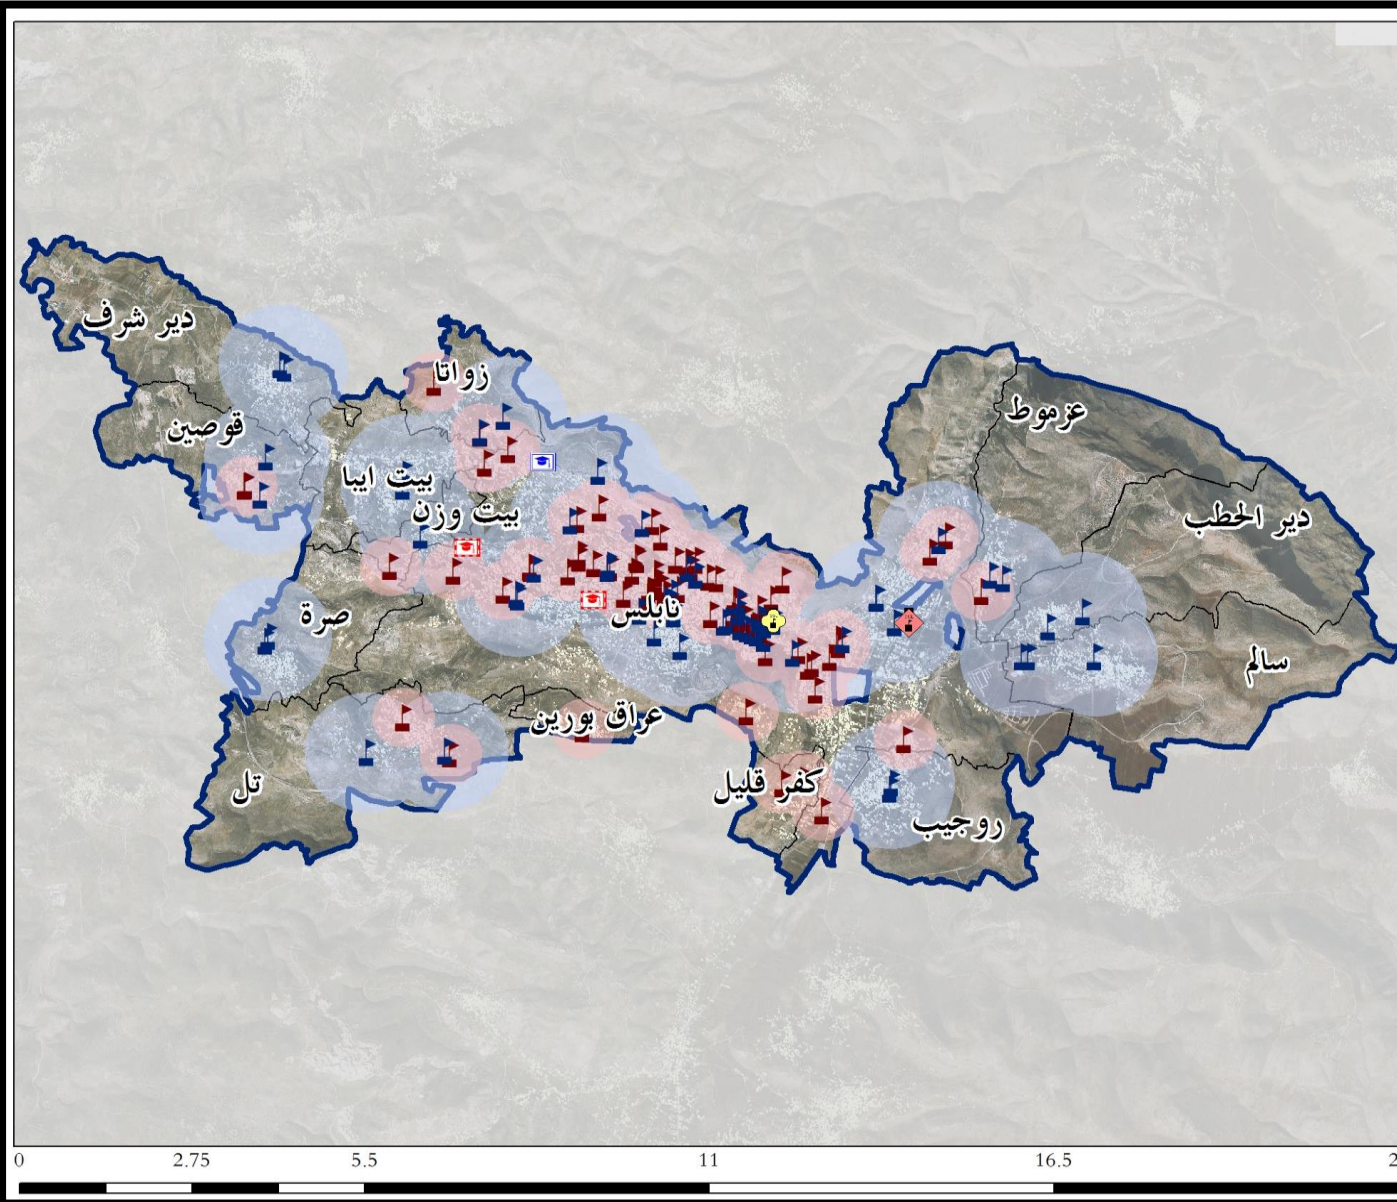 دير شرف
زواتا
قوصين
عزموط
بيت ايبا
بيت وزن
دير الحطب
نابلس
صرة
سالم
عراق بورين
تل
كفر قليل
روجيب
0 2.75 5.5 11 16.5